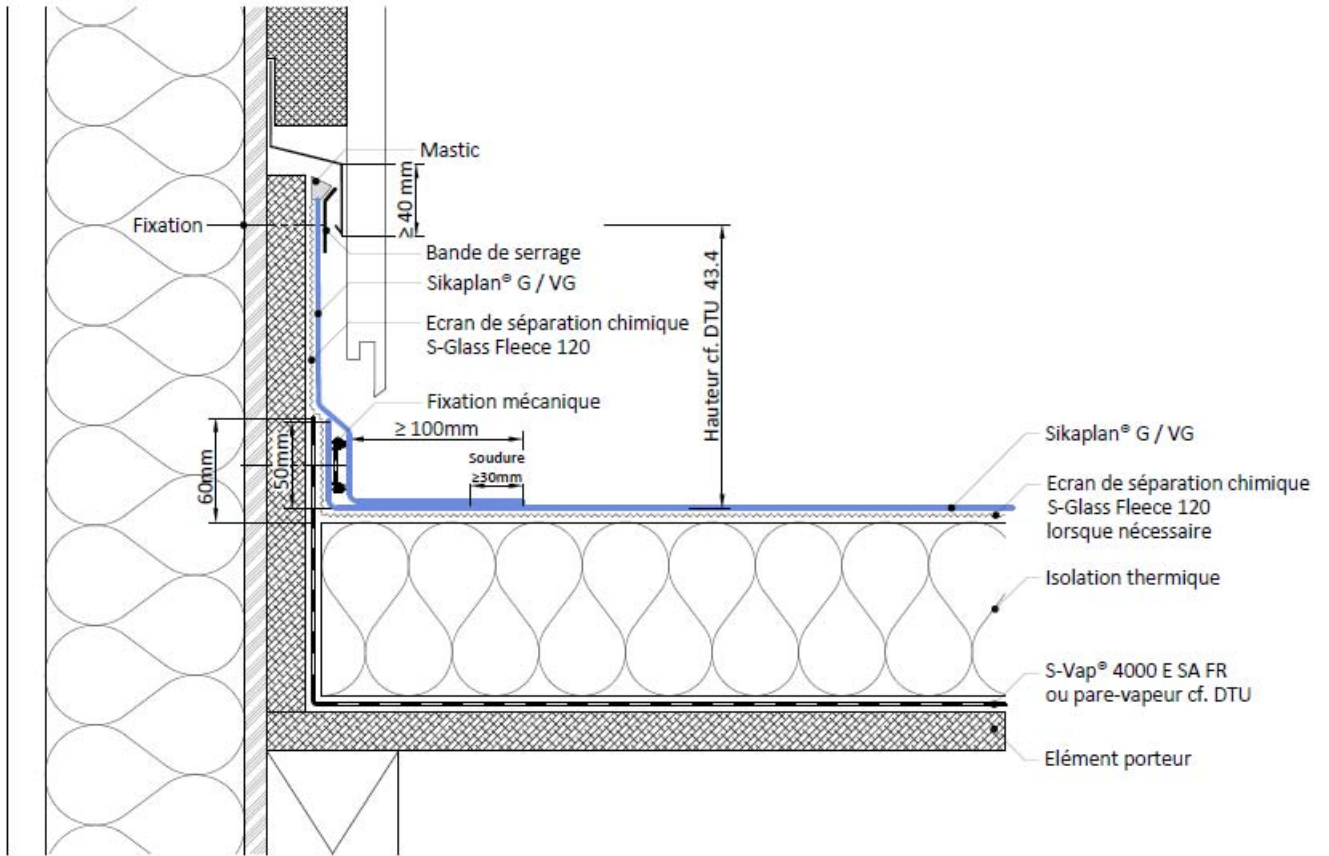 Mastic
≥ 40 mm
Fixation
Bande de serrage
Sikaplan® G / VG
Ecran de séparation chimique
S-Glass Fleece 120
Hauteur cf. DTU 43.4
Fixation mécanique
≥ 100mm
Soudure
≥30mm
60mm
50mm
Sikaplan® G / VG
Ecran de séparation chimique
S-Glass Fleece 120
lorsque nécessaire
Isolation thermique
S-Vap® 4000 E SA FR
ou pare-vapeur cf. DTU
Elément porteur